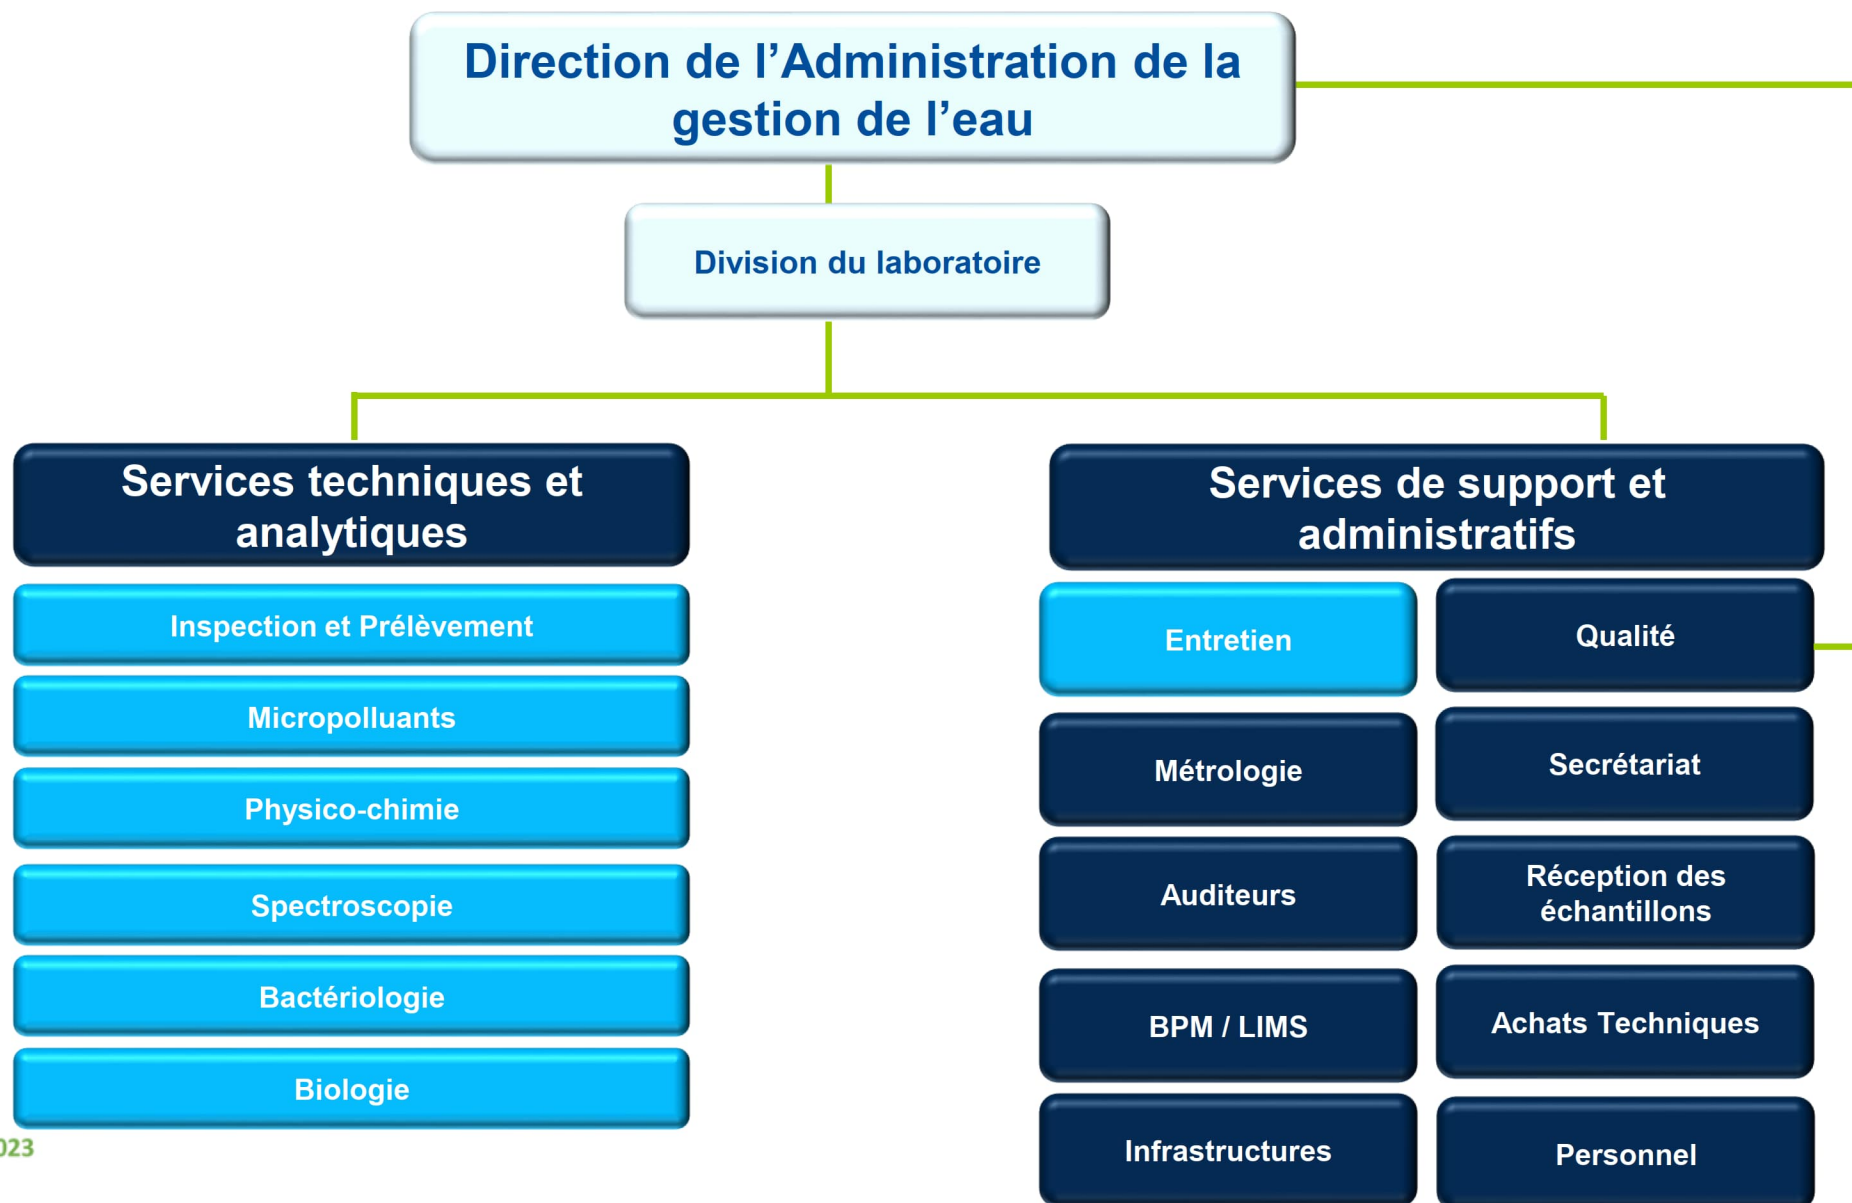 Direction de l’Administration de la
gestion de l’eau
Division du laboratoire
Services techniques et
analytiques
Inspection et Prélèvement
Micropolluants
Physico-chimie
Spectroscopie
Bactériologie
Biologie
Services de support et
administratifs
Entretien
Qualité
Métrologie
Secrétariat
Auditeurs
Réception des
échantillons
BPM / LIMS
Achats Techniques
Infrastructures
Personnel
023